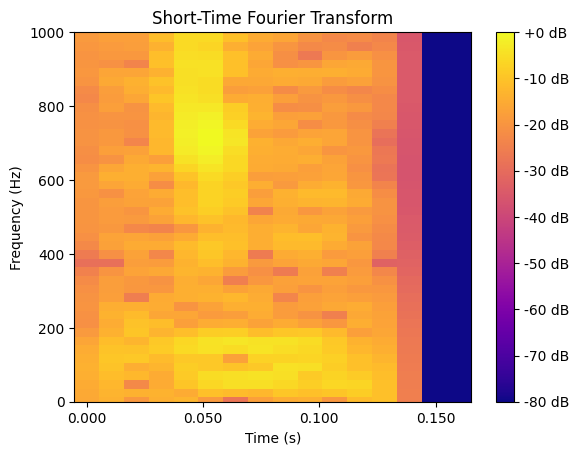 Short-Time Fourier Transform
Frequency (Hz)
1000
800
600
400
200
0
0.000 0.050 0.100 0.150
Time (s)
+0 dB
-10 dB
-20 dB
-30 dB
-40 dB
-50 dB
-60 dB
-70 dB
-80 dB